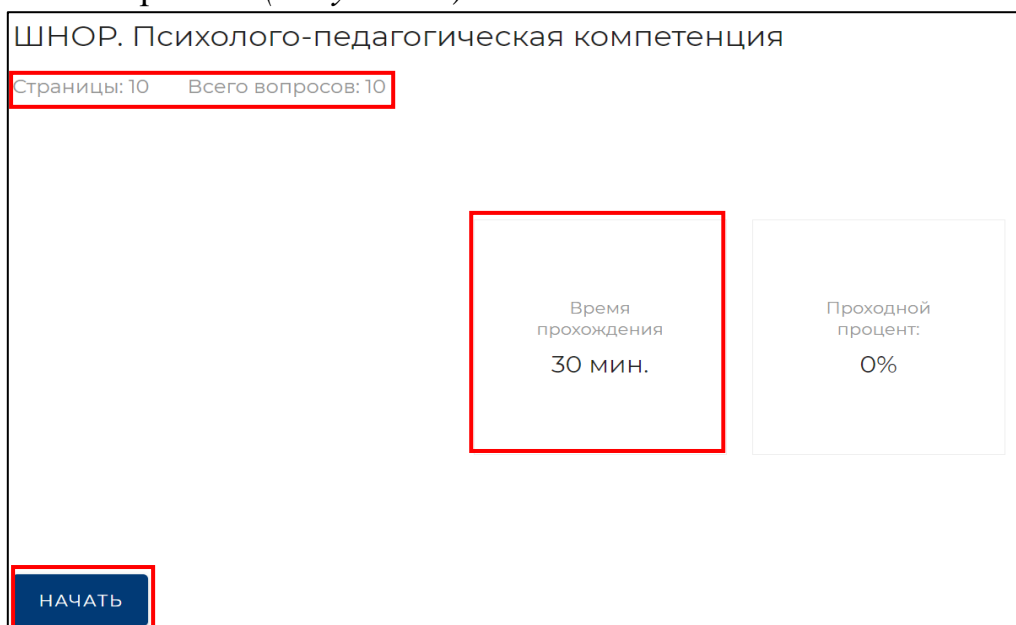 ШНОР. Психолого-педагогическая компетенция
Страницы: 10 Всего вопросов: 10
Время
прохождения
30 мин.
Проходной
процент:
0%
НАЧАТЬ